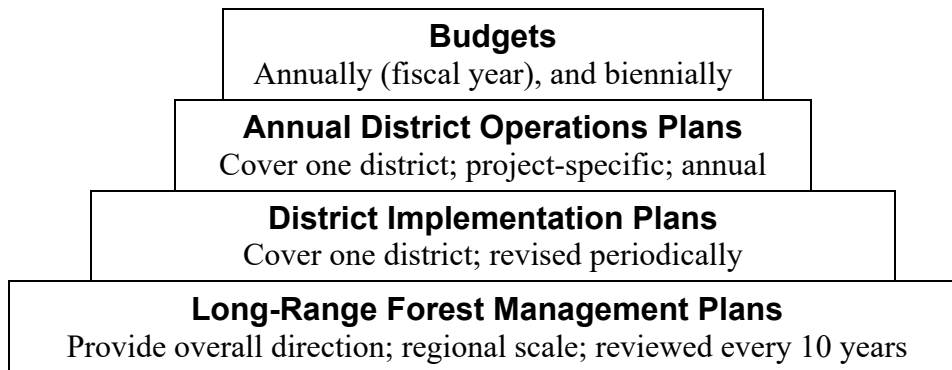 Budgets
Annually (fiscal year), and biennially
Annual District Operations Plans
Cover one district; project-specific; annual
District Implementation Plans
Cover one district; revised periodically
Long-Range Forest Management Plans
Provide overall direction; regional scale; reviewed every 10 years